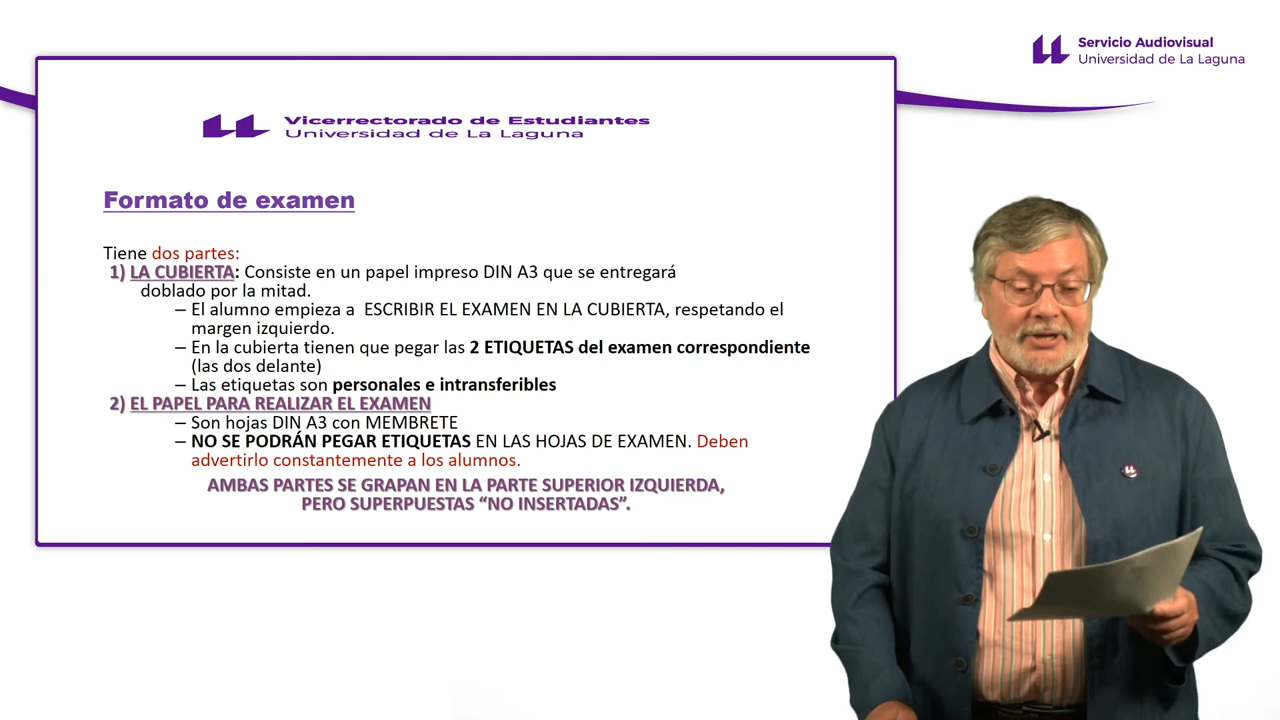 Servicio Audiovisual
Universidad de La Laguna
Vicerrectorado de Estudiantes
Universidad de La Laguna
Formato de examen
Tiene dos partes:
1) LA CUBIERTA: Consiste en un papel impreso DIN A3 que se entregará
doblado por la mitad.
– El alumno empieza a ESCRIBIR EL EXAMEN EN LA CUBIERTA, respetando el
margen izquierdo.
– En la cubierta tienen que pegar las 2 ETIQUETAS del examen correspondiente
(las dos delante)
– Las etiquetas son personales e intransferibles
2) EL PAPEL PARA REALIZAR EL EXAMEN
– Son hojas DIN A3 con MEMBRETE
– NO SE PODRÁN PEGAR ETIQUETAS EN LAS HOJAS DE EXAMEN. Deben
advertirlo constantemente a los alumnos.
AMBAS PARTES SE GRAPAN EN LA PARTE SUPERIOR IZQUIERDA,
PERO SUPERPUESTAS “NO INSERTADAS”.